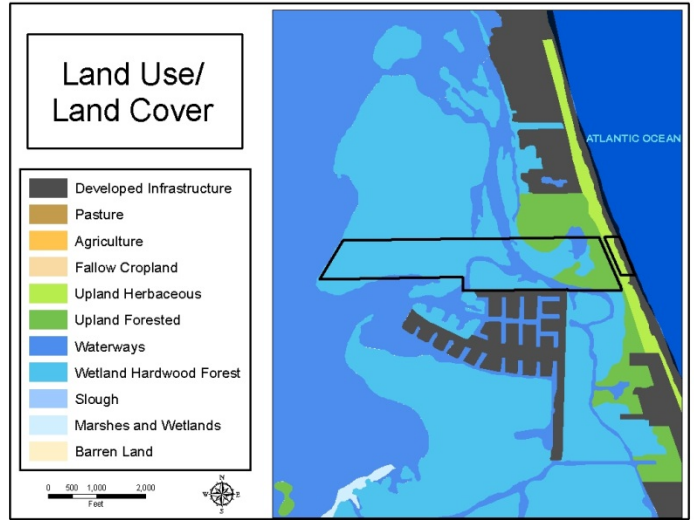 Land Use/
Land Cover
ATLANTIC OCEAN
Developed Infrastructure
Pasture
Agriculture
Fallow Cropland
Upland Herbaceous
Upland Forested
Waterways
Wetland Hardwood Forest
Slough
Marshes and Wetlands
Barren Land
0 500 1,000 2,000
Feet
N
W E
S